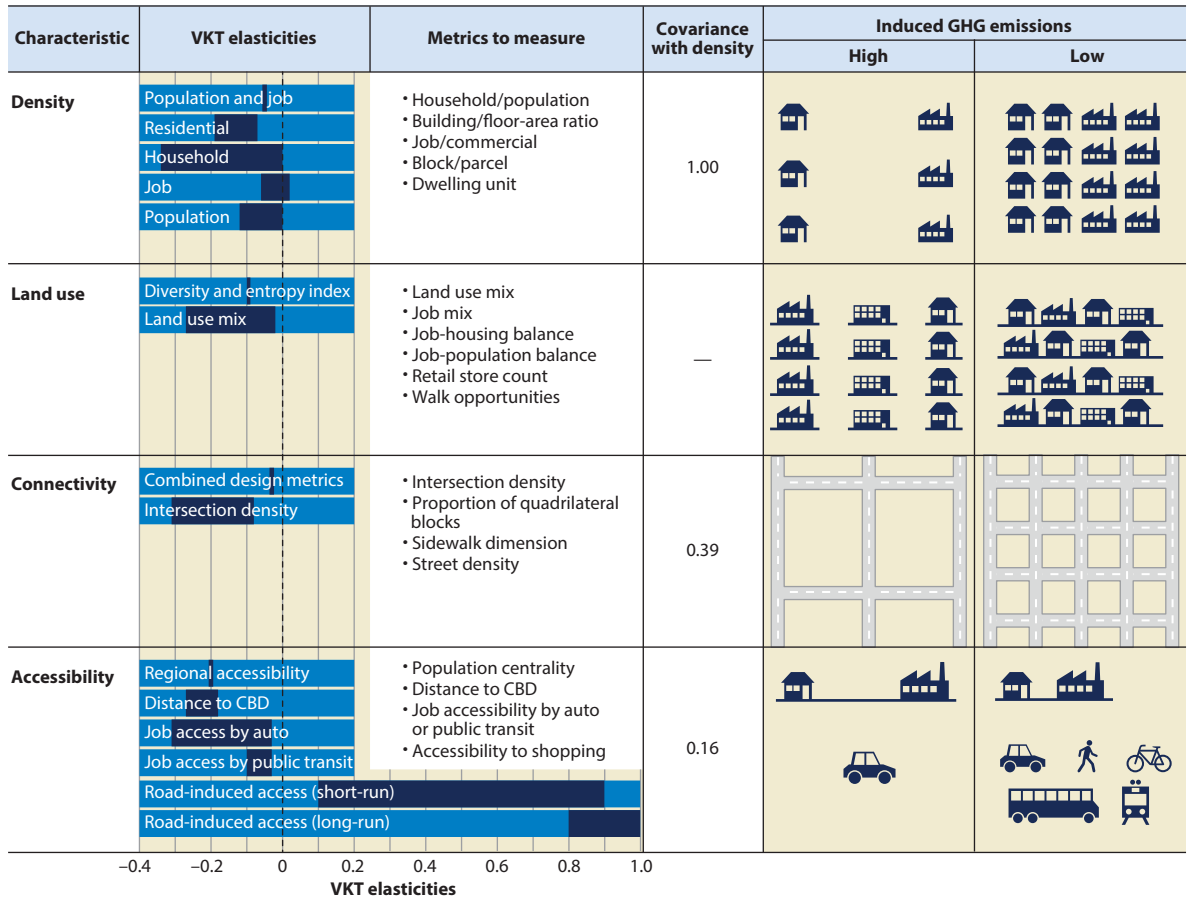 Characteristic
VKT elasticities
Metrics to measure
Covariance
with density
Induced GHG emissions
High
Low
Density
Population and job
Residential
Household
Job
Population
• Household/population
• Building/floor-area ratio
• Job/commercial
• Block/parcel
• Dwelling unit
1.00
Land use
Diversity and entropy index
Land use mix
• Land use mix
• Job mix
• Job-housing balance
• Job-population balance
• Retail store count
• Walk opportunities
—
Connectivity
Combined design metrics
Intersection density
• Intersection density
• Proportion of quadrilateral
blocks
• Sidewalk dimension
• Street density
0.39
Accessibility
Regional accessibility
Distance to CBD
Job access by auto
Job access by public transit
Road-induced access (short-run)
Road-induced access (long-run)
• Population centrality
• Distance to CBD
• Job accessibility by auto
or public transit
• Accessibility to shopping
0.16
–0.4 –0.2 0 0.2 0.4 0.6 0.8 1.0
VKT elasticities